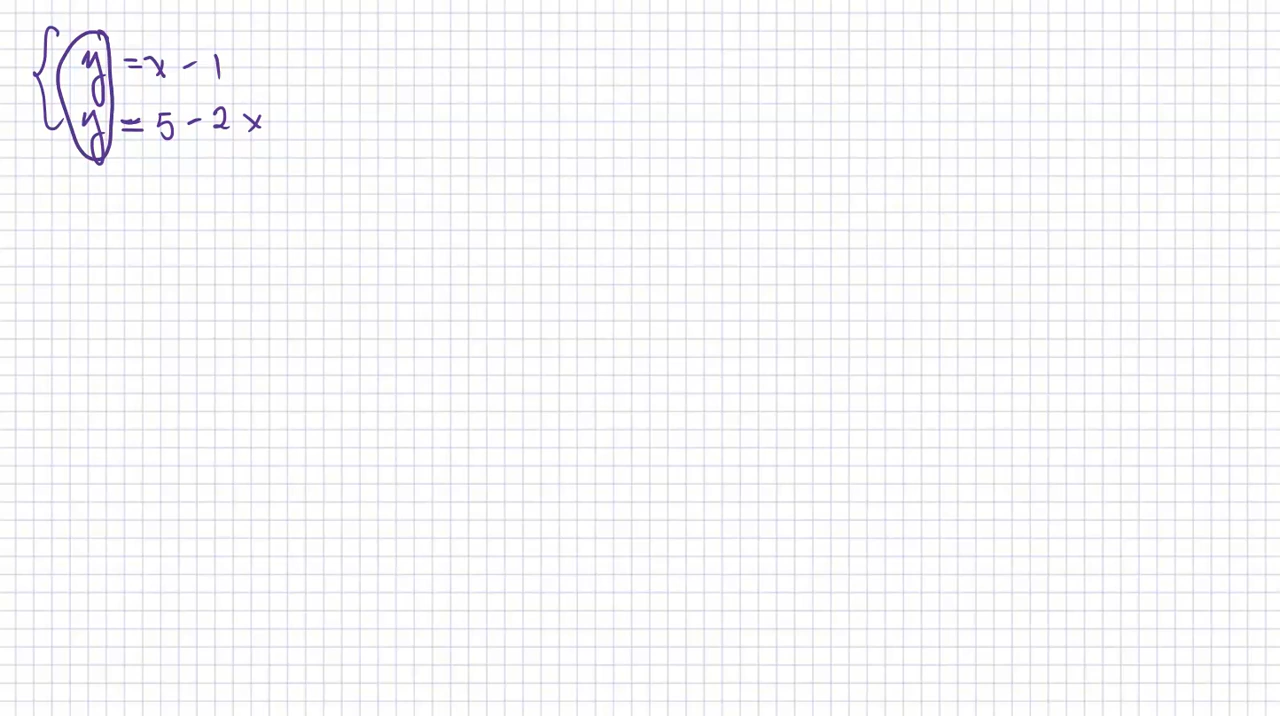 { y = x - 1
y = 5 - 2x